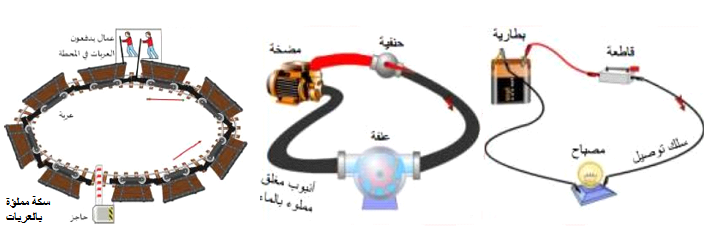 عمال يدفعون
العربات في المحطة
عربة
حاجز
سكة مملوءة
بالعربات
مضخة
حنفية
عنفة
أنبوب مغلق
مملوء بالماء
بطارية
قاطعة
سلك توصيل
مصباح